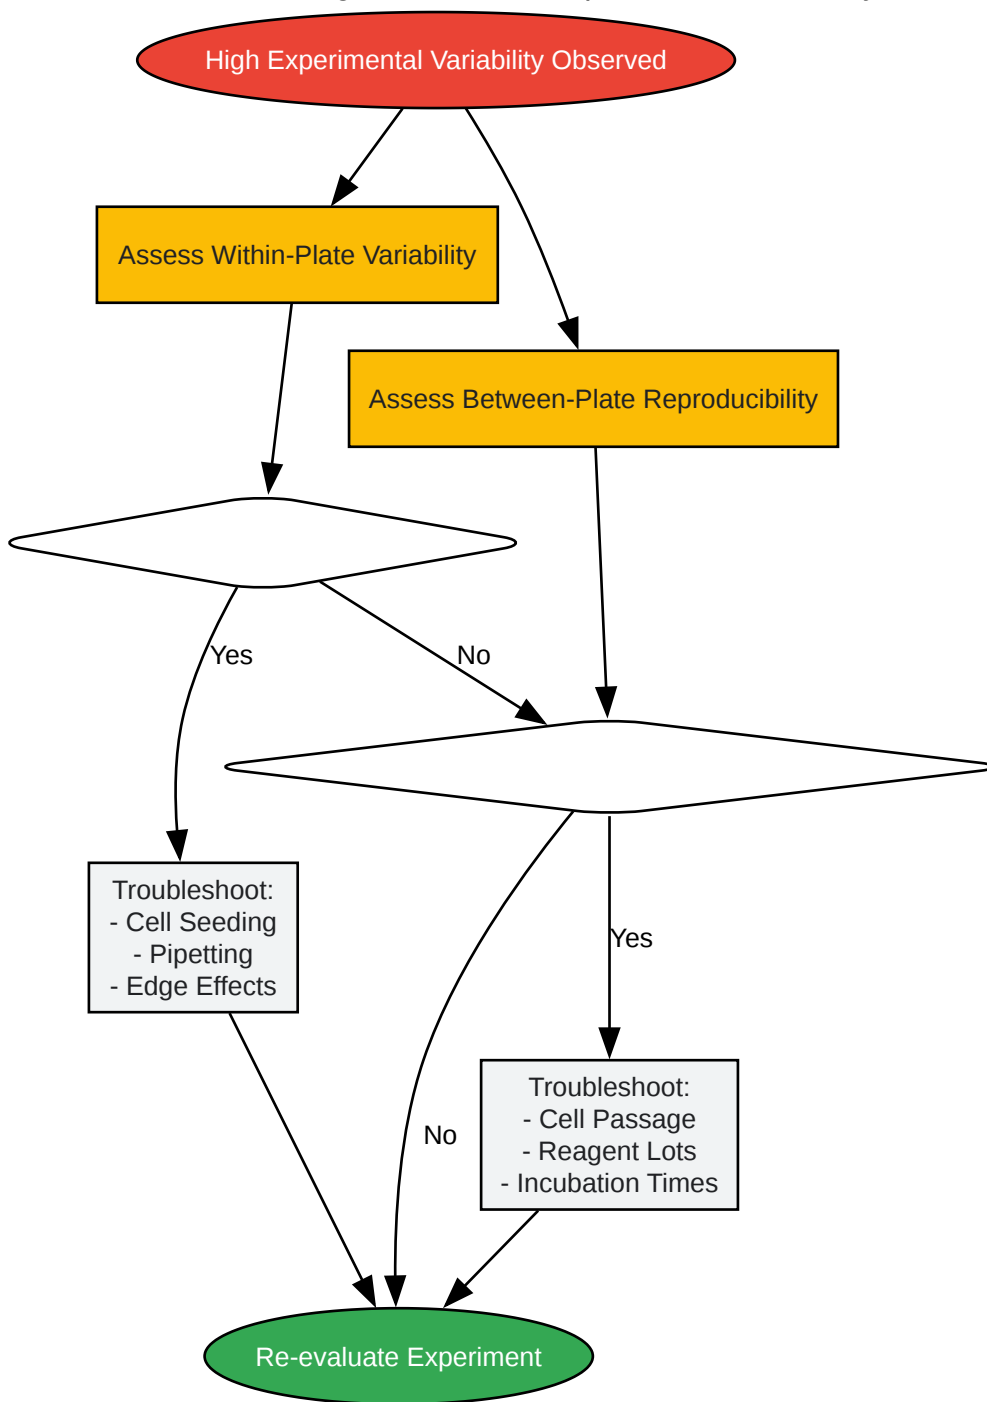 High Experimental Variability Observed
Assess Within-Plate Variability
Assess Between-Plate Reproducibility
Yes
No
Troubleshoot:
- Cell Seeding
- Pipetting
- Edge Effects
Yes
No
Troubleshoot:
- Cell Passage
- Reagent Lots
- Incubation Times
Re-evaluate Experiment